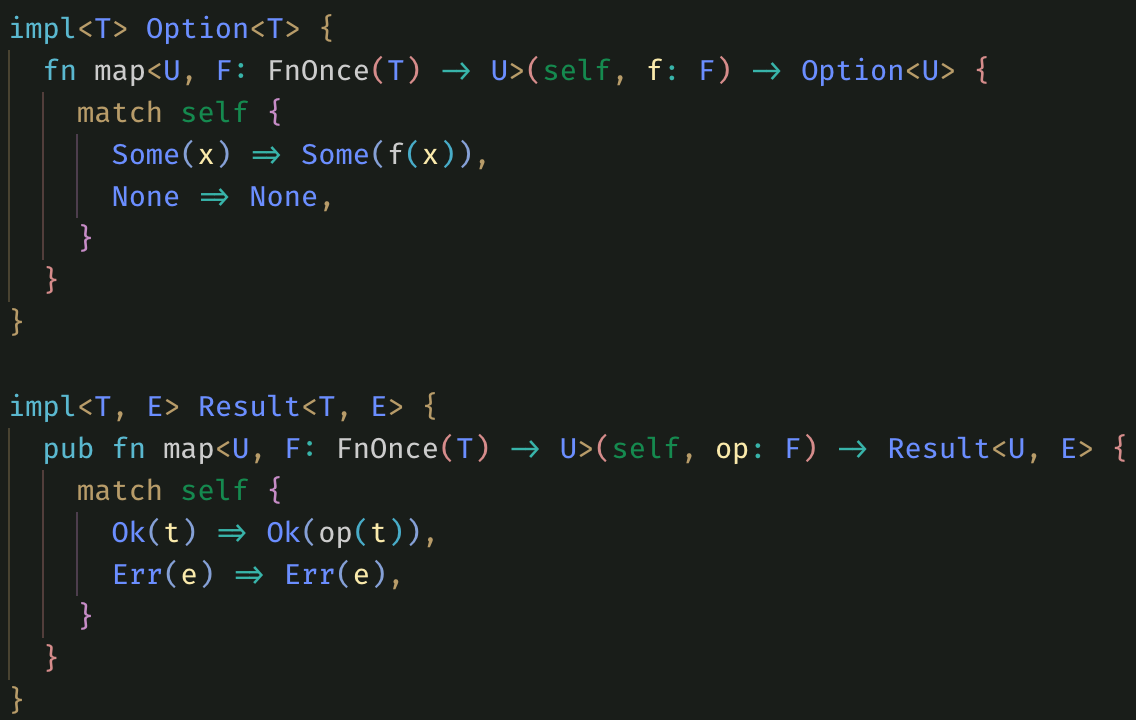 impl<T> Option<T> {
  fn map<U, F: FnOnce(T) -> U>(self, f: F) -> Option<U> {
    match self {
      Some(x) => Some(f(x)),
      None => None,
    }
  }
}

impl<T, E> Result<T, E> {
  pub fn map<U, F: FnOnce(T) -> U>(self, op: F) -> Result<U, E> {
    match self {
      Ok(t) => Ok(op(t)),
      Err(e) => Err(e),
    }
  }
}